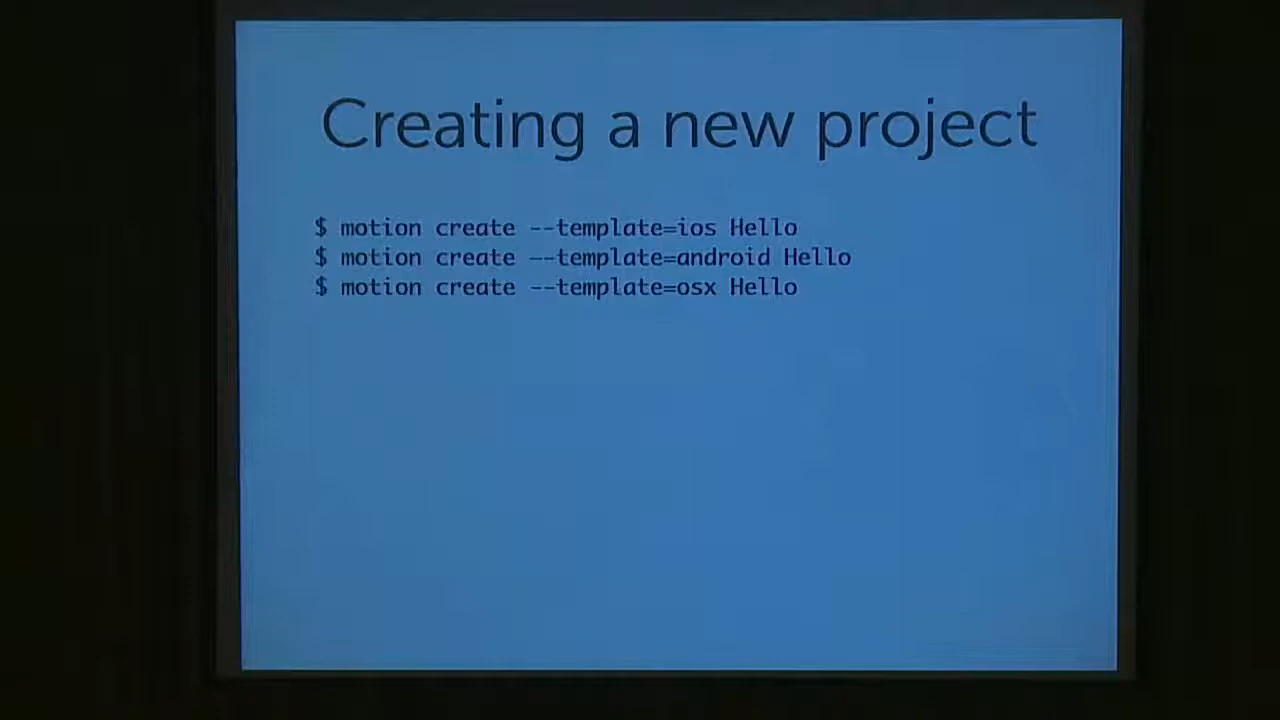 Creating a new project
$ motion create --template=ios Hello
$ motion create --template=android Hello
$ motion create --template=osx Hello